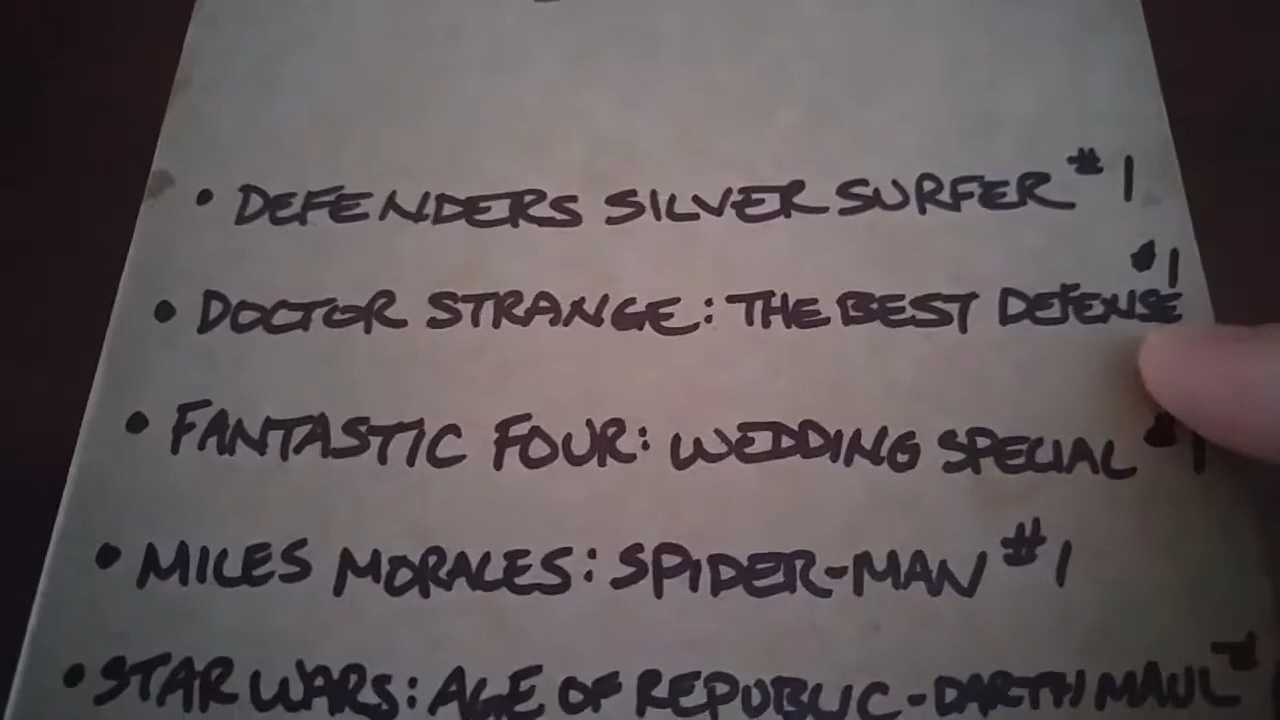 • DEFENDERS SILVER SURFER #1
• DOCTOR STRANGE: THE BEST DEFENSE #1
• FANTASTIC FOUR: WEDDING SPECIAL #1
• MILES MORALES: SPIDER-MAN #1
• STAR WARS: AGE OF REPUBLIC - DARTH MAUL